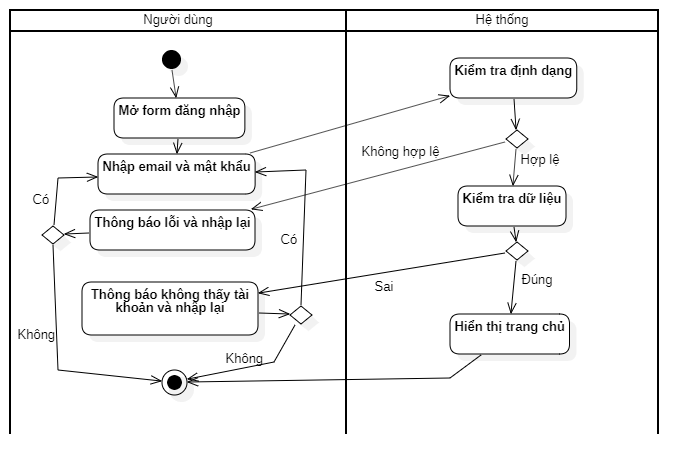 Người dùng
Hệ thống
Mở form đăng nhập
Nhập email và mật khẩu
Có
Thông báo lỗi và nhập lại
Có
Thông báo không thấy tài
khoản và nhập lại
Không
Không
Kiểm tra định dạng
Không hợp lệ
Hợp lệ
Kiểm tra dữ liệu
Sai
Đúng
Hiển thị trang chủ